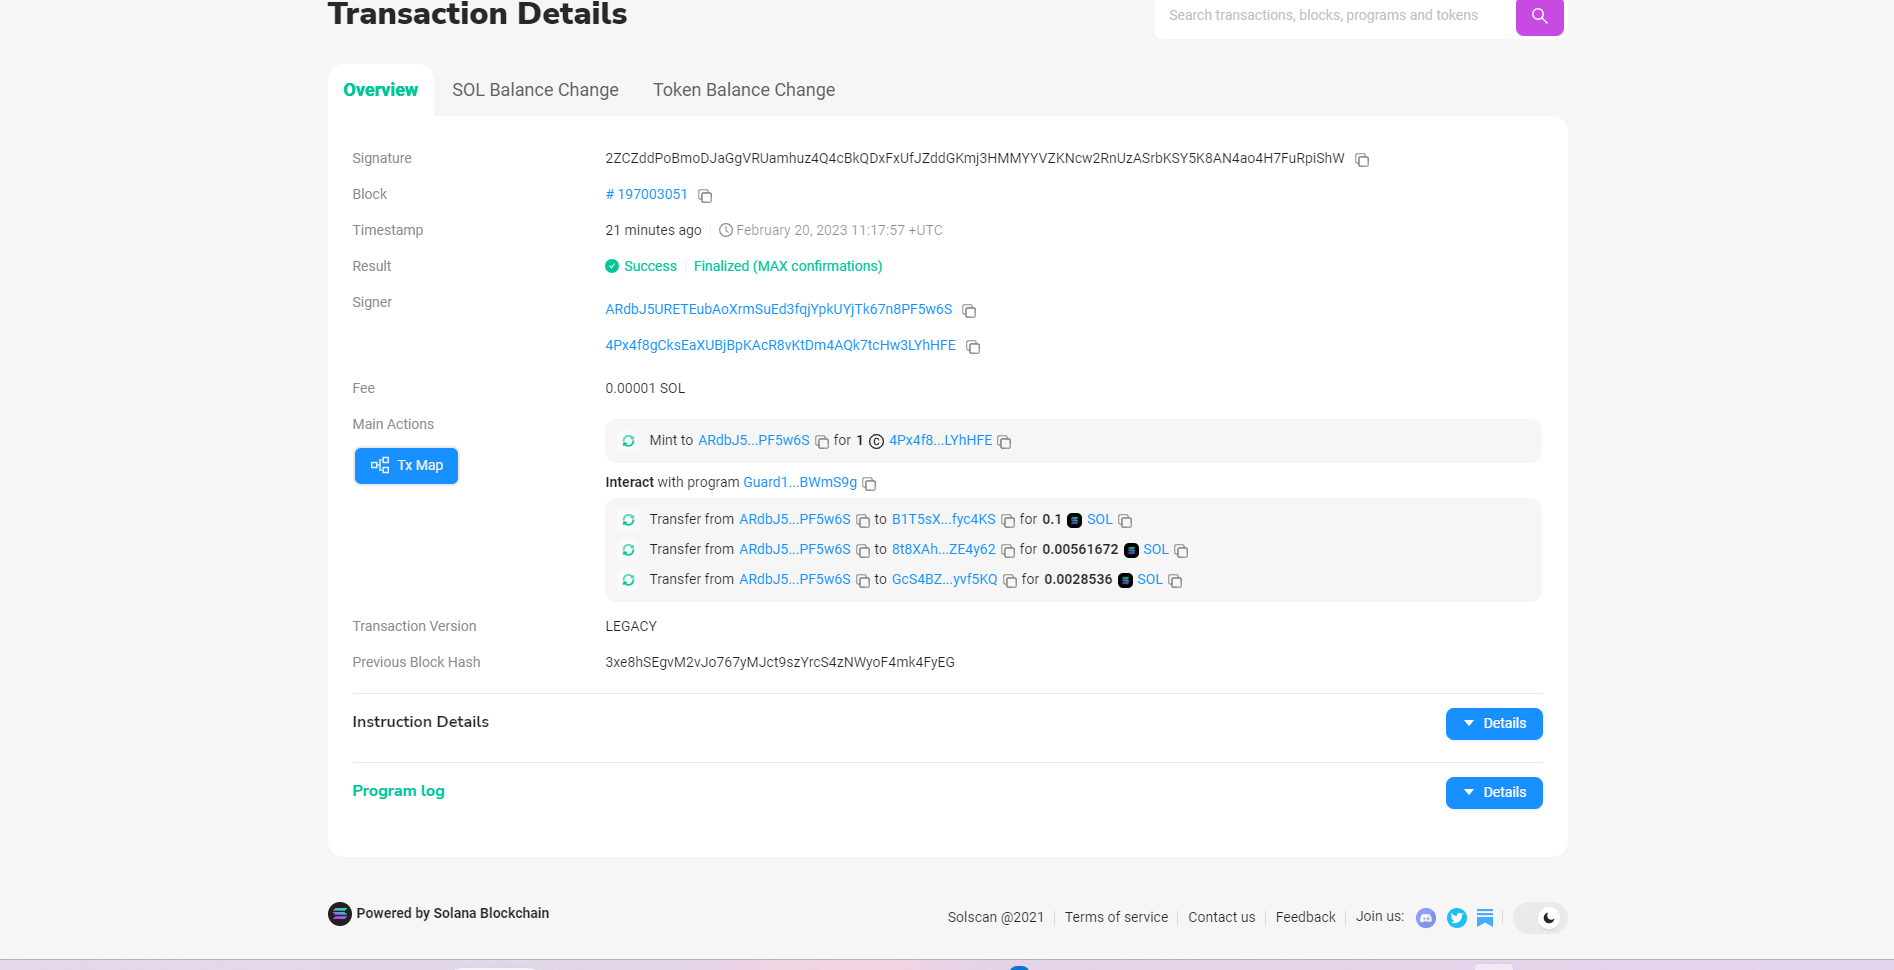 Transaction Details
Search transactions, blocks, programs and tokens
Overview
SOL Balance Change
Token Balance Change
Signature
2ZCZddPoBmoDJaGgVRUamhuz4Q4cBkQDxFxUfJZddGKmj3HMMYYVZKNcw2RnUzASrbKSY5K8AN4ao4H7FuRpiShW
Block
# 197003051
Timestamp
21 minutes ago
February 20, 2023 11:17:57 +UTC
Result
Success
Finalized (MAX confirmations)
Signer
ARdbJ5URETEubAoXrmSuEd3fqjYpkUYjTk67n8PF5w6S
4Px4f8gCksEaXUBjBpKAcR8vKtDm4AQk7tcHw3LYhHFE
Fee
0.00001 SOL
Main Actions
Tx Map
Mint to ARdbJ5...PF5w6S for 1 4Px4f8...LYhHFE
Interact with program Guard1...BWmS9g
Transfer from ARdbJ5...PF5w6S to B1T5sX...fyc4KS for 0.1 SOL
Transfer from ARdbJ5...PF5w6S to 8t8XAh...ZE4y62 for 0.00561672 SOL
Transfer from ARdbJ5...PF5w6S to GcS4BZ...yvf5KQ for 0.0028536 SOL
Transaction Version
LEGACY
Previous Block Hash
3xe8hSEgvM2vJo767yMJct9szYrcS4zNWyoF4mk4FyEG
Instruction Details
Details
Program log
Details
Powered by Solana Blockchain
Solscan @2021
Terms of service
Contact us
Feedback
Join us: